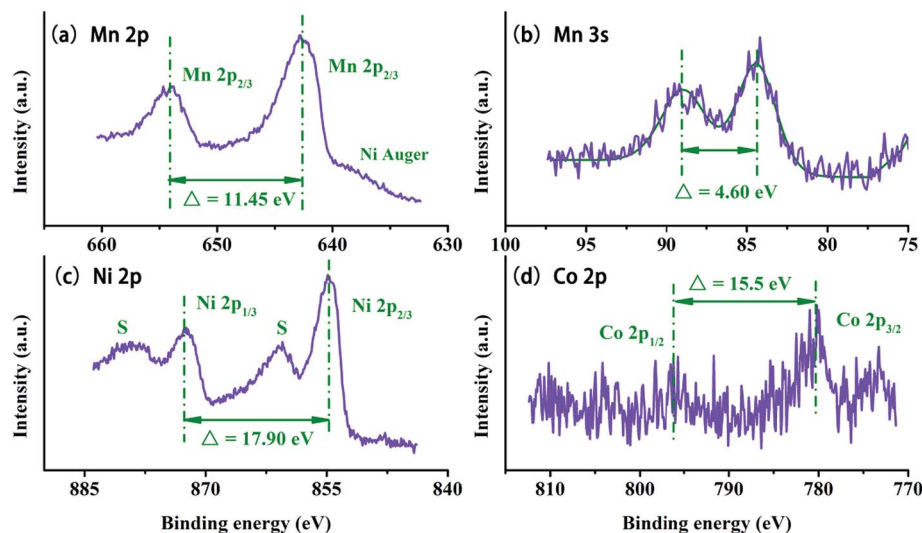 (a) Mn 2p
Mn 2p2/3
Mn 2p2/3
Ni Auger
△ = 11.45 eV
Intensity (a.u.)
660 650 640 630
(b) Mn 3s
△ = 4.60 eV
Intensity (a.u.)
100 95 90 85 80 75
(c) Ni 2p
Ni 2p1/3
Ni 2p2/3
S
S
△ = 17.90 eV
Intensity (a.u.)
885 870 855 840
Binding energy (eV)
(d) Co 2p
△ = 15.5 eV
Co 2p1/2
Co 2p3/2
Intensity (a.u.)
810 800 790 780 770
Binding energy (eV)